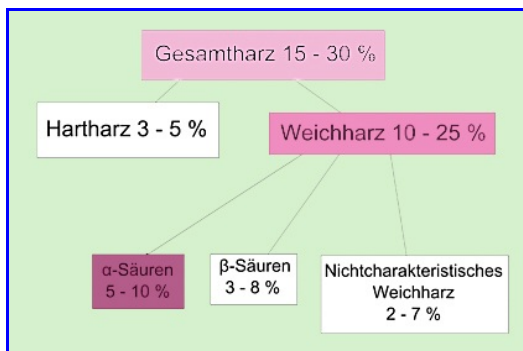 Gesamtharz 15 - 30 %
Hartharz 3 - 5 %
Weichharz 10 - 25 %
α-Säuren
5 - 10 %
β-Säuren
3 - 8 %
Nichtcharakteristisches
Weichharz
2 - 7 %